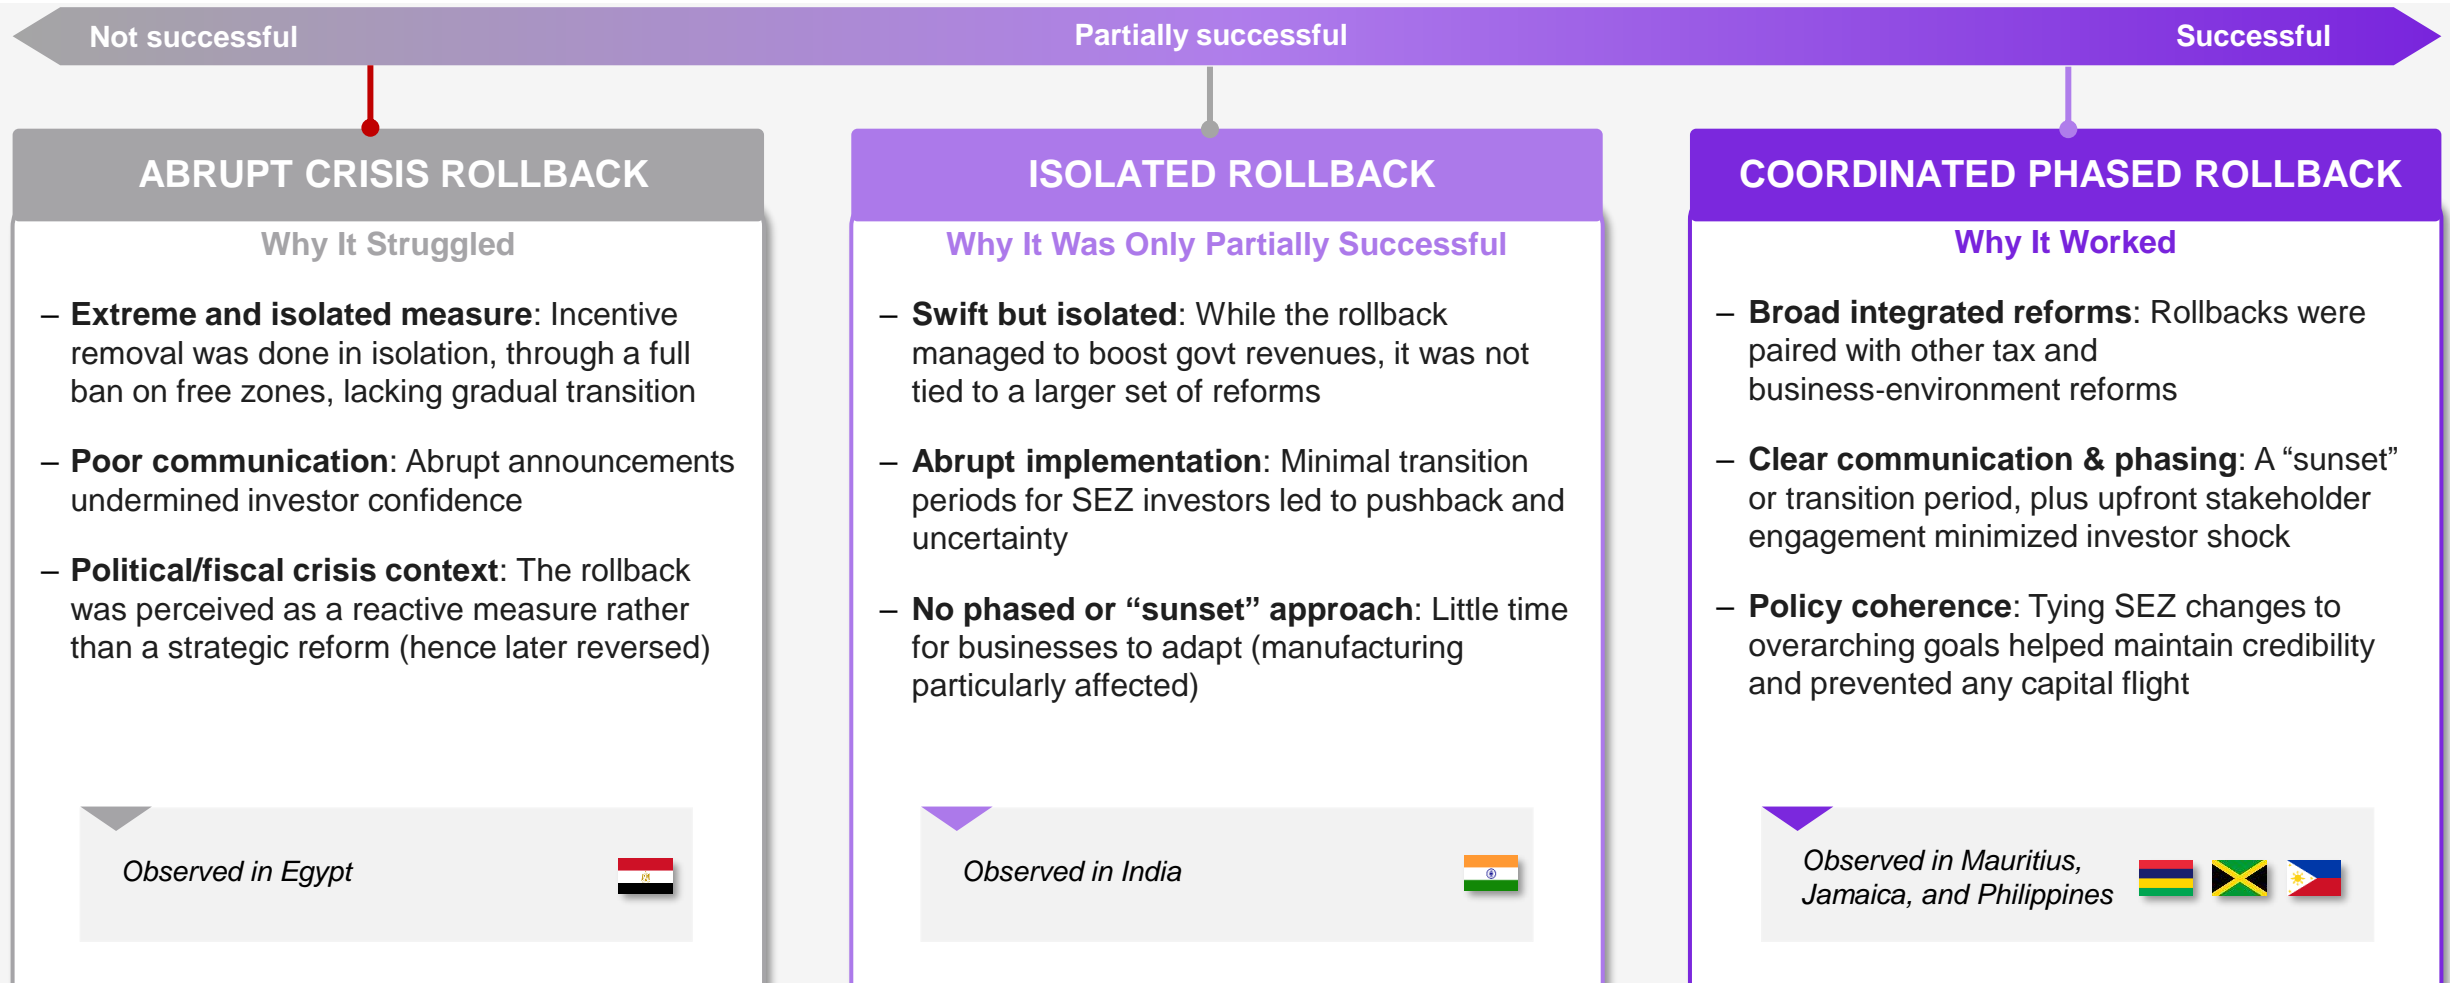 Not successful
Partially successful
Successful
ABRUPT CRISIS ROLLBACK
Why It Struggled
– Extreme and isolated measure: Incentive
removal was done in isolation, through a full
ban on free zones, lacking gradual transition
– Poor communication: Abrupt announcements
undermined investor confidence
– Political/fiscal crisis context: The rollback
was perceived as a reactive measure rather
than a strategic reform (hence later reversed)
Observed in Egypt
ISOLATED ROLLBACK
Why It Was Only Partially Successful
– Swift but isolated: While the rollback
managed to boost govt revenues, it was not
tied to a larger set of reforms
– Abrupt implementation: Minimal transition
periods for SEZ investors led to pushback and
uncertainty
– No phased or “sunset” approach: Little time
for businesses to adapt (manufacturing
particularly affected)
Observed in India
COORDINATED PHASED ROLLBACK
Why It Worked
– Broad integrated reforms: Rollbacks were
paired with other tax and
business-environment reforms
– Clear communication & phasing: A “sunset”
or transition period, plus upfront stakeholder
engagement minimized investor shock
– Policy coherence: Tying SEZ changes to
overarching goals helped maintain credibility
and prevented any capital flight
Observed in Mauritius,
Jamaica, and Philippines